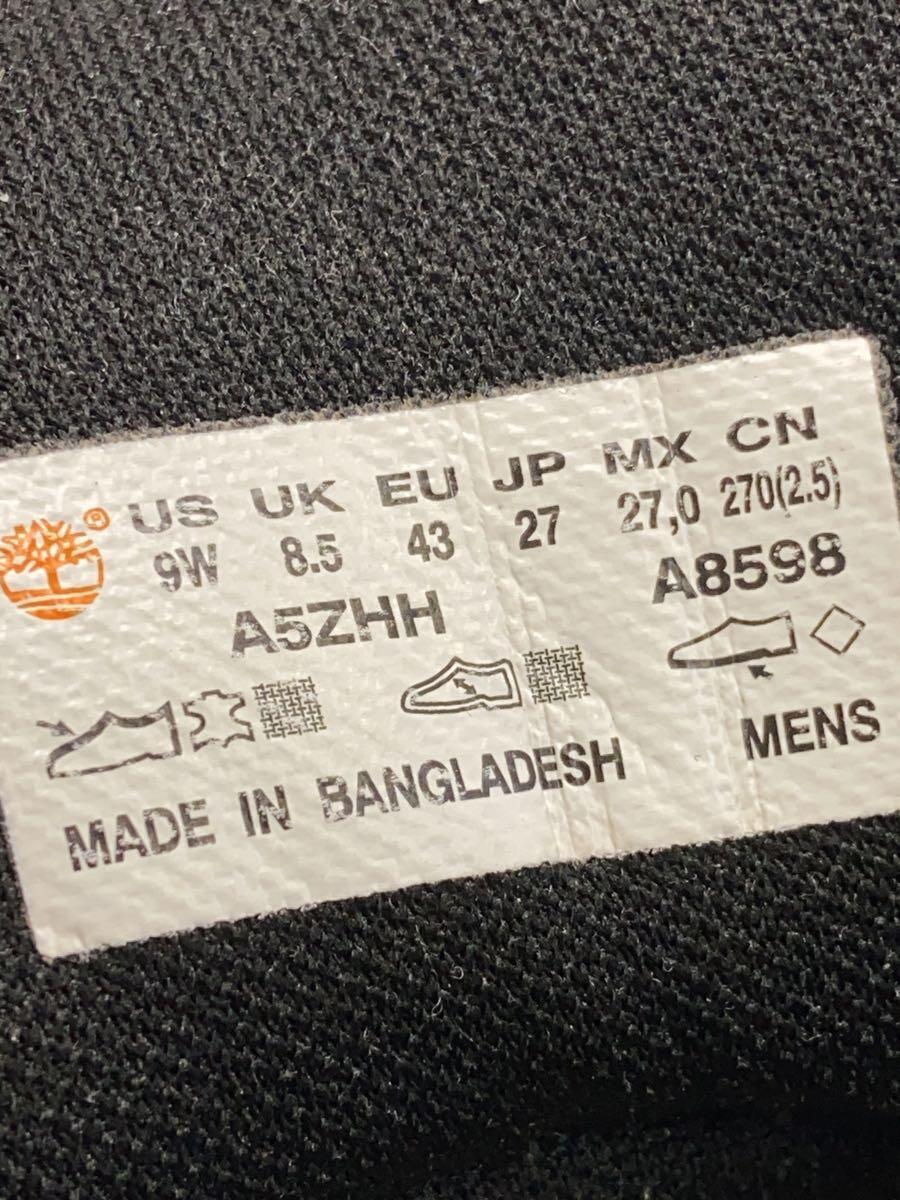 ® US UK EU JP MX CN
9W 8.5 43 27 27,0 270(2.5)
A5ZHH A8598
MADE IN BANGLADESH MENS